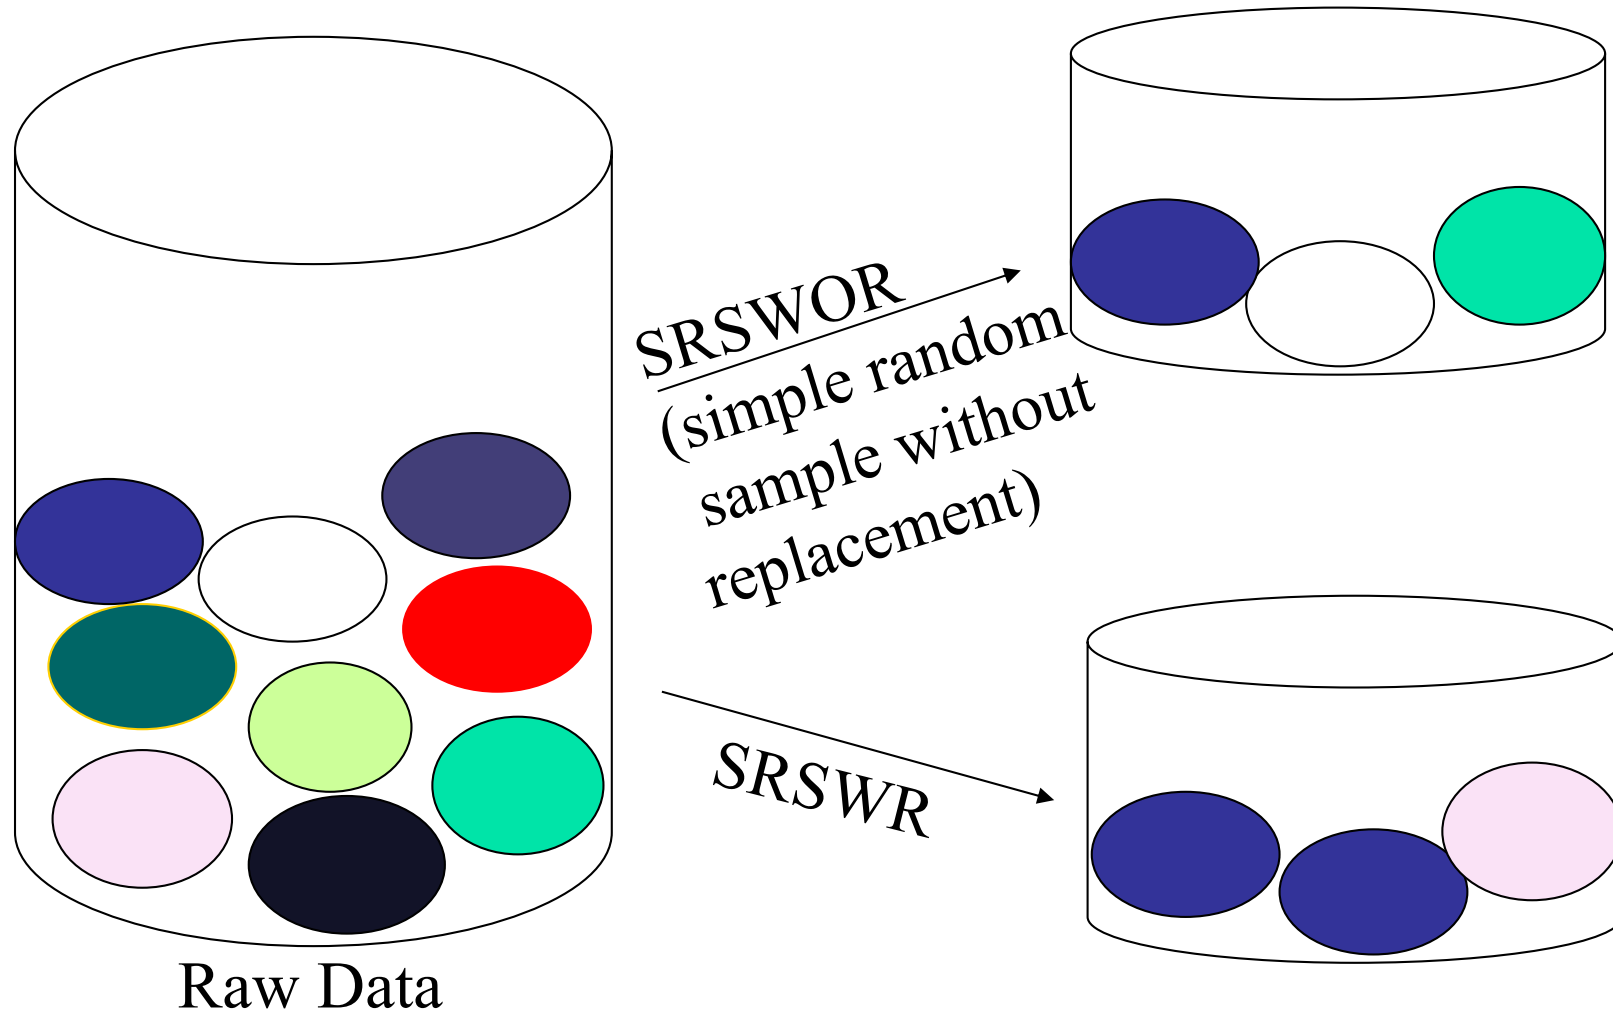 SRSWOR
(simple random
sample without
replacement)
SRSWR
Raw Data